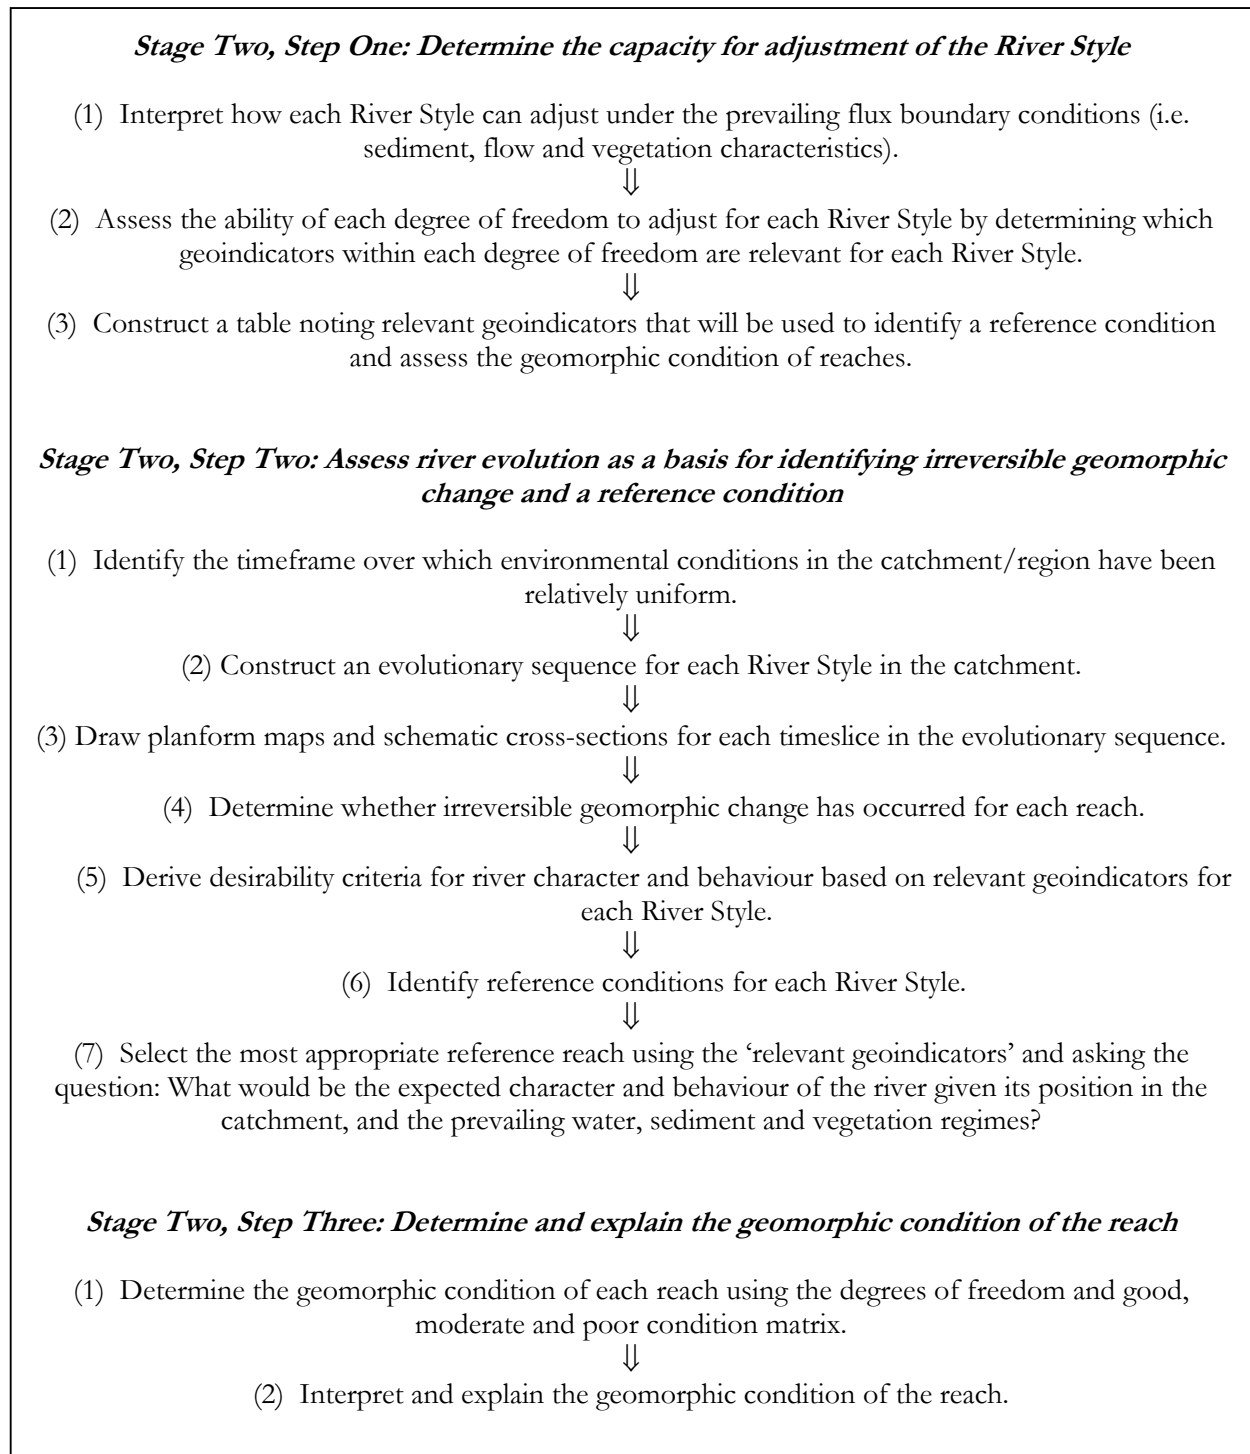 Stage Two, Step One: Determine the capacity for adjustment of the River Style
(1) Interpret how each River Style can adjust under the prevailing flux boundary conditions (i.e.
sediment, flow and vegetation characteristics).
⇓
(2) Assess the ability of each degree of freedom to adjust for each River Style by determining which
geoindicators within each degree of freedom are relevant for each River Style.
⇓
(3) Construct a table noting relevant geoindicators that will be used to identify a reference condition
and assess the geomorphic condition of reaches.
Stage Two, Step Two: Assess river evolution as a basis for identifying irreversible geomorphic
change and a reference condition
(1) Identify the timeframe over which environmental conditions in the catchment/region have been
relatively uniform.
⇓
(2) Construct an evolutionary sequence for each River Style in the catchment.
⇓
(3) Draw planform maps and schematic cross-sections for each timeslice in the evolutionary sequence.
⇓
(4) Determine whether irreversible geomorphic change has occurred for each reach.
⇓
(5) Derive desirability criteria for river character and behaviour based on relevant geoindicators for
each River Style.
⇓
(6) Identify reference conditions for each River Style.
⇓
(7) Select the most appropriate reference reach using the ‘relevant geoindicators’ and asking the
question: What would be the expected character and behaviour of the river given its position in the
catchment, and the prevailing water, sediment and vegetation regimes?
Stage Two, Step Three: Determine and explain the geomorphic condition of the reach
(1) Determine the geomorphic condition of each reach using the degrees of freedom and good,
moderate and poor condition matrix.
⇓
(2) Interpret and explain the geomorphic condition of the reach.